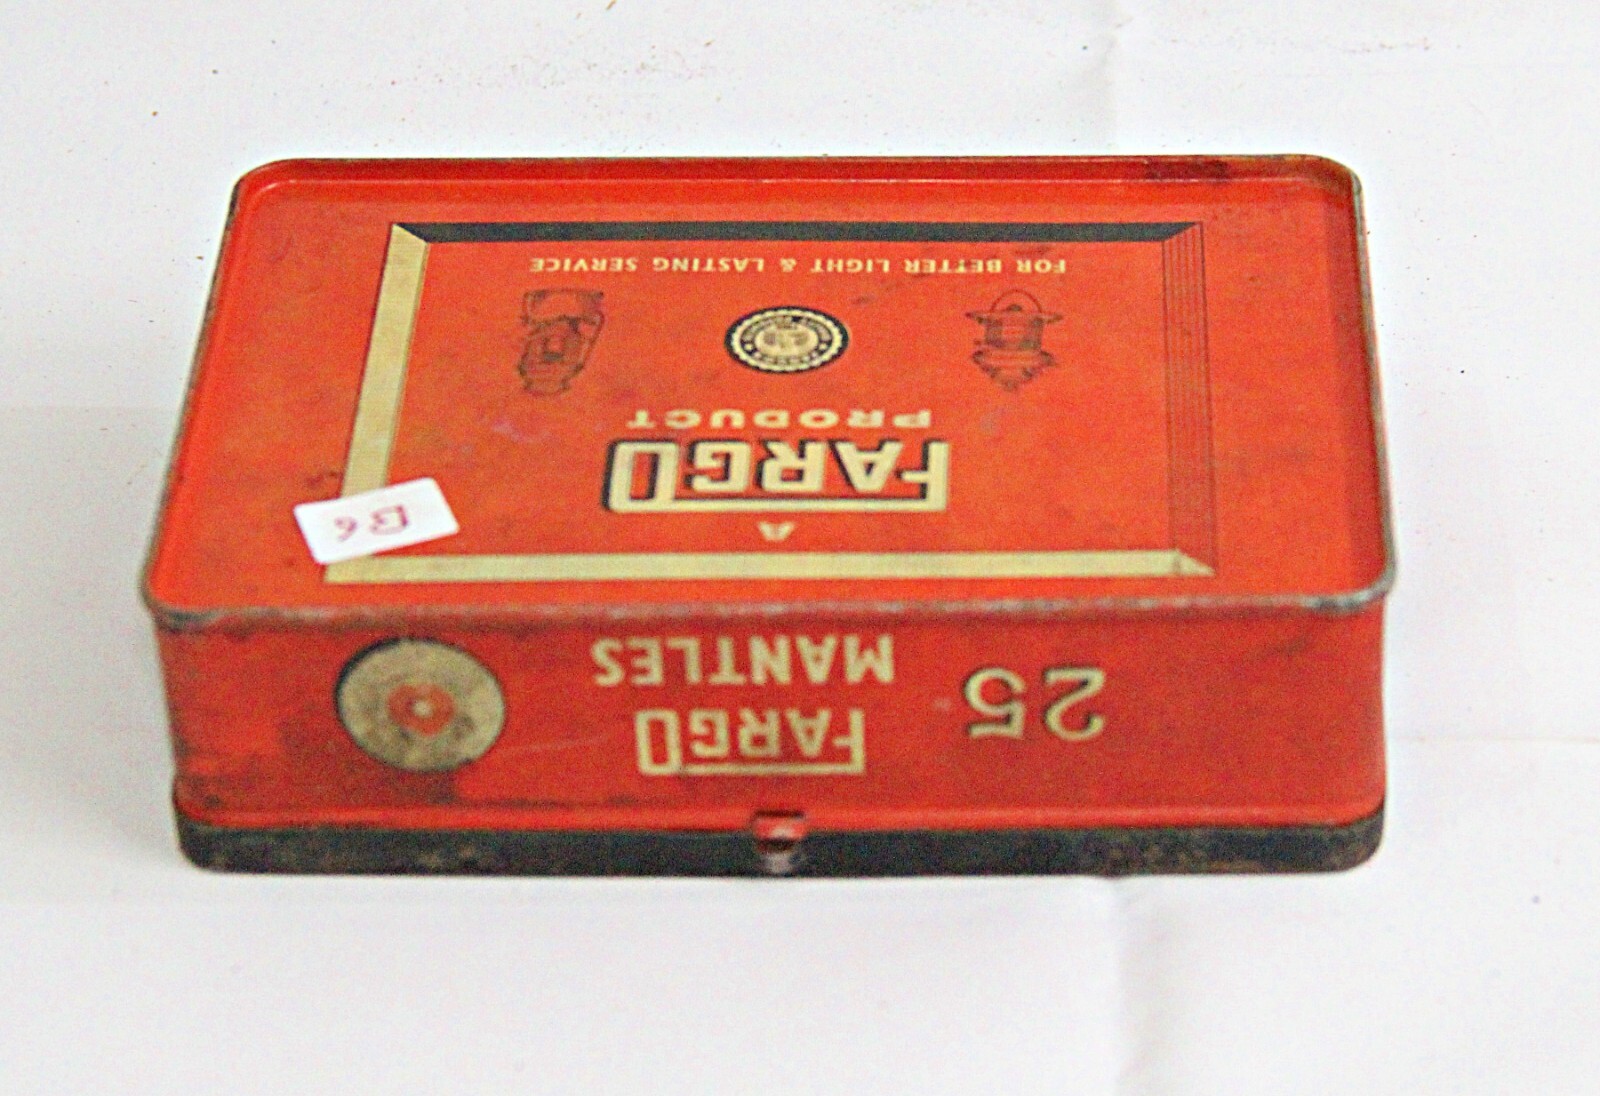 A
FARGO
PRODUCT
FOR BETTER LIGHT & LASTING SERVICE
B6
25
FARGO
MANTLES